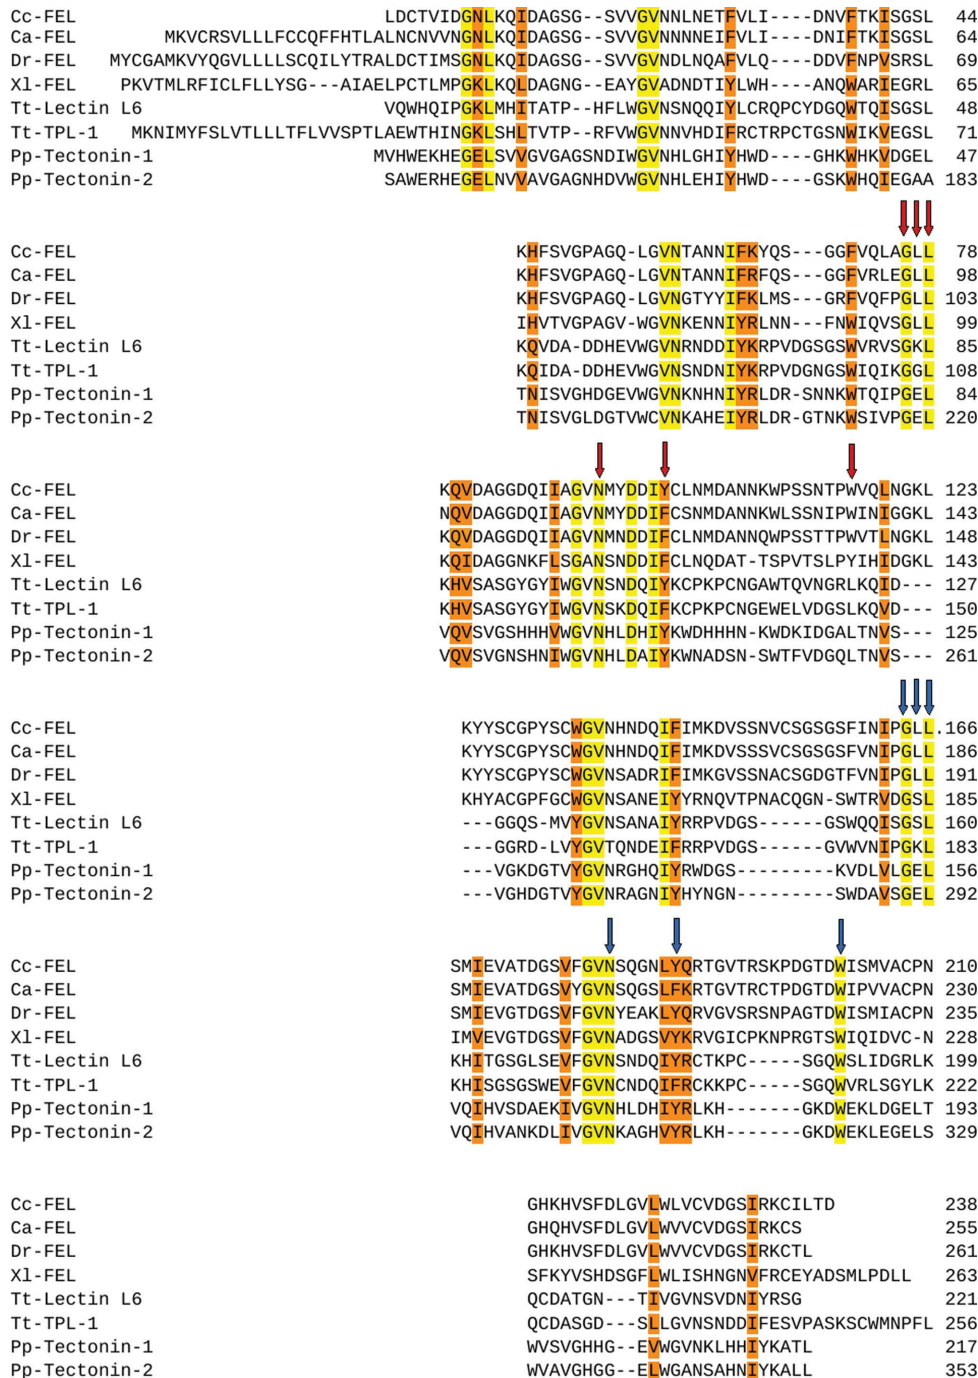 Cc-FEL LDCTVIDGNLKQIDAGSG--SVVGVNNLNETFVLI----DNVFTKISGSL 44
Ca-FEL MKVCRSVLLLFCCQFFHTLALNCNVVNGNLKQIDAGSG--SVVGVNNNNEIFVLI----DNIFTKISGSL 64
Dr-FEL MYCGAMKVYQGVLLLLSCQILYTRALDCTIMSGNLKQIDAGSG--SVVGVNDLNQAFVLQ----DDVFNPVSRSL 69
Xl-FEL PKVTMLRFICLFLLYSG---AIAELPCTLMPGKLKQLDAGNG--EAYGVADNDTIYLWH----ANQWARIEGRL 65
Tt-Lectin L6 VQWHQIPGKLMHITATP--HFLWGVNSNQQIYLCRQPCYDGQWTQISGSL 48
Tt-TPL-1 MKNIMYFSLVTLLLTFLVVSPTLAEWTHINGKLSHLTVTP--RFVWGVNNVHDIFRCTRPCTGSNWIKVEGSL 71
Pp-Tectonin-1 MVHWEKHEGELSVVGVGAGSNDIWGVNHLGHIYHWD----GHKWHKVDGEL 47
Pp-Tectonin-2 SAWERHEGELNVVAVGAGNHDVWGVNHLEHIYHWD----GSKWHQIEGAA 183
Cc-FEL KHFSVGPAGQ-LGVNTANNIFKYQS---GGFVQLAGLL 78
Ca-FEL KHFSVGPAGQ-LGVNTANNIFRFQS---GGFVRLEGLL 98
Dr-FEL KHFSVGPAGQ-LGVNGTYYIFKLMS---GRFVQFPGLL 103
Xl-FEL IHVTVGPAGV-WGVNKENNIYRLNN---FNWIQVSGLL 99
Tt-Lectin L6 KQVDA-DDHEVWGVNRNDDIYKRPVDGSGSWVRVSGKL 85
Tt-TPL-1 KQIDA-DDHEVWGVNSNDNIYKRPVDGNGSWIQIKGGL 108
Pp-Tectonin-1 TNISVGHDGEVWGVNKNHNIYRLDR-SNNKWTQIPGEL 84
Pp-Tectonin-2 TNISVGLDGTVWCVNKAHEIYRLDR-GTNKWSIVPGEL 220
Cc-FEL KQVDAGGDQIIAGVNMYDDIYCLNMDANNKWPSSNTPWVQLNGKL 123
Ca-FEL NQVDAGGDQIIAGVNMYDDIFCSNMDANNKWLSSNIPWINIGGKL 143
Dr-FEL KQVDAGGDQIIAGVNMNDDIFCLNMDANNQWPSSTTPWVTLNGKL 148
Xl-FEL KQIDAGGNKFLSGANSNDDIFCLNQDAT-TSPVTSLPYIHIDGKL 143
Tt-Lectin L6 KHVSASGYGYIWGVNSNDQIYKCPKPCNGAWTQVNGRLKQID--- 127
Tt-TPL-1 KHVSASGYGYIWGVNSKDQIFKCPKPCNGEWELVDGSLKQVD--- 150
Pp-Tectonin-1 VQVSVGSHHHVWGVNHLDHIYKWDHHHN-KWDKIDGALTNVS--- 125
Pp-Tectonin-2 VQVSVGNSHNIWGVNHLDAIYKWNADSN-SWTFVDGQLTNVS--- 261
Cc-FEL KYYSCGPYSCWGVNHNDQIFIMKDVSSNVCSGSGSFINIPGLL.166
Ca-FEL KYYSCGPYSCWGVNHNDQIFIMKDVSSSVCSGSGSFVNIPGLL 186
Dr-FEL KYYSCGPYSCWGVNSADRIFIMKGVSSNACSGDGTFVNIPGLL 191
Xl-FEL KHYACGPFGCWGVNSANEIYYRNQVTPNACQGN-SWTRVDGSL 185
Tt-Lectin L6 ---GGQS-MVYGVNSANAIYRRPVDGS------GSWQQISGSL 160
Tt-TPL-1 ---GGRD-LVYGVTQNDEIFRRPVDGS------GVWVNIPGKL 183
Pp-Tectonin-1 ---VGKDGTVYGVNRGHQIYRWDGS---------KVDLVLGEL 156
Pp-Tectonin-2 ---VGHDGTVYGVNRAGNIYHYNGN---------SWDAVSGEL 292
Cc-FEL SMIEVATDGSVFGVNSQGNLYQRTGVTRSKPDGTDWISMVACPN 210
Ca-FEL SMIEVATDGSVYGVNSQGSLFKRTGVTRCTPDGTDWIPVVACPN 230
Dr-FEL SMIEVGTDGSVFGVNYEAKLYQRVGVSRSNPAGTDWISMIACPN 235
Xl-FEL IMVEVGTDGSVFGVNADGSVYKRVGICPKNPRGTSWIQIDVC-N 228
Tt-Lectin L6 KHITGSGLSEVFGVNSNDQIYRCTKPC-----SGQWSLIDGRLK 199
Tt-TPL-1 KHISGSGSWEVFGVNCNDQIFRCKKPC-----SGQWVRLSGYLK 222
Pp-Tectonin-1 VQIHVSDAEKIVGVNHLDHIYRLKH-------GKDWEKLDGELT 193
Pp-Tectonin-2 VQIHVANKDLIVGVNKAGHVYRLKH-------GKDWEKLEGELS 329
Cc-FEL GHKHVSFDLGVLWLVCVDGSIRKCILTD 238
Ca-FEL GHQHVSFDLGVLWVVCVDGSIRKCS 255
Dr-FEL GHKHVSFDLGVLWVVCVDGSIRKCTL 261
Xl-FEL SFKYVSHDSGFLWLISHNGNVFRCEYADSMLPDLL 263
Tt-Lectin L6 QCDATGN---TIVGVNSVDNIYRSG 221
Tt-TPL-1 QCDASGD---SLLGVNSNDDIFESVPASKSCWMNPFL 256
Pp-Tectonin-1 WVSVGHHG--EVWGVNKLHHIYKATL 217
Pp-Tectonin-2 WVAVGHGG--ELWGANSAHNIYKALL 353